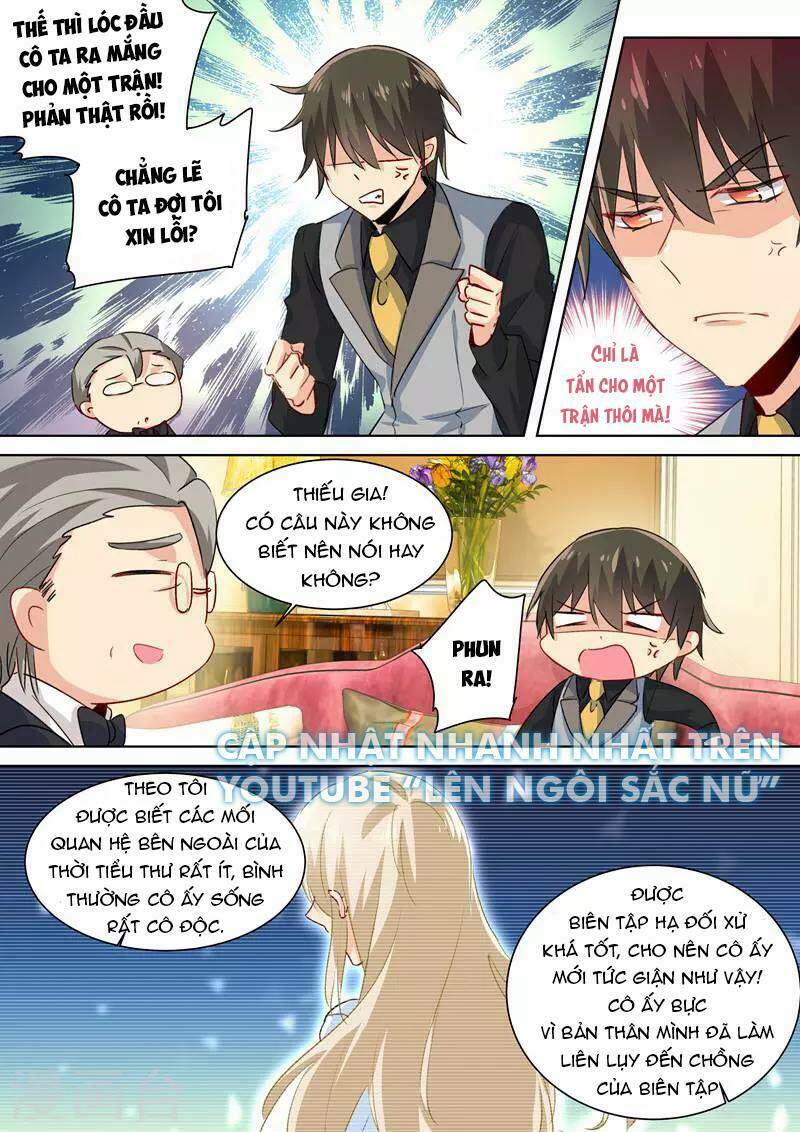 THẾ THÌ LÓC ĐẦU
CÔ TA RA MẮNG
CHO MỘT TRẬN!
PHẢN THẬT RỒI!
CHẲNG LẼ
CÔ TA ĐỢI TÔI
XIN LỖI?
CHỈ LÀ
TẨN CHO MỘT
TRẬN THÔI MÀ!
THIẾU GIA!
CÓ CÂU NÀY KHÔNG
BIẾT NÊN NÓI HAY
KHÔNG?
PHUN
RA!
CẬP NHẬT NHANH NHẤT TRÊN
YOUTUBE “LÊN NGÔI SẮC NỮ”
THEO TÔI
ĐƯỢC BIẾT CÁC MỐI
QUAN HỆ BÊN NGOÀI CỦA
THỜI TIỂU THƯ RẤT ÍT, BÌNH
THƯỜNG CÔ ẤY SỐNG
RẤT CÔ ĐỘC.
ĐƯỢC
BIÊN TẬP HẠ ĐỐI XỬ
KHÁ TỐT, CHO NÊN CÔ ẤY
MỚI TỨC GIẬN NHƯ VẬY!
CÔ ẤY BỰC
VÌ BẢN THÂN MÌNH ĐÃ LÀM
LIÊN LỤY ĐẾN CHỒNG
CỦA BIÊN TẬP
漫画台